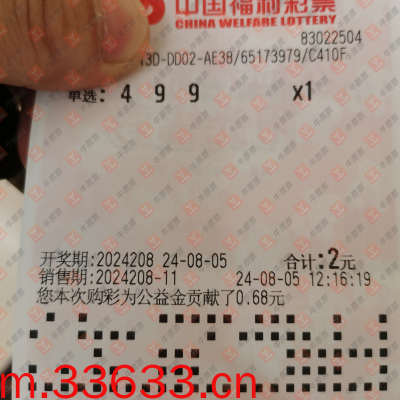 中国福利彩票
CHINA WELFARE LOTTERY
83022504
13D-DD02-AE38/65173979/C410F
单选: 4 9 9 x1
开奖期:2024208 24-08-05 合计:2元
销售期:2024208-11 24-08-05 12:16:19
您本次购彩为公益金贡献了0.68元
m.33633.cn